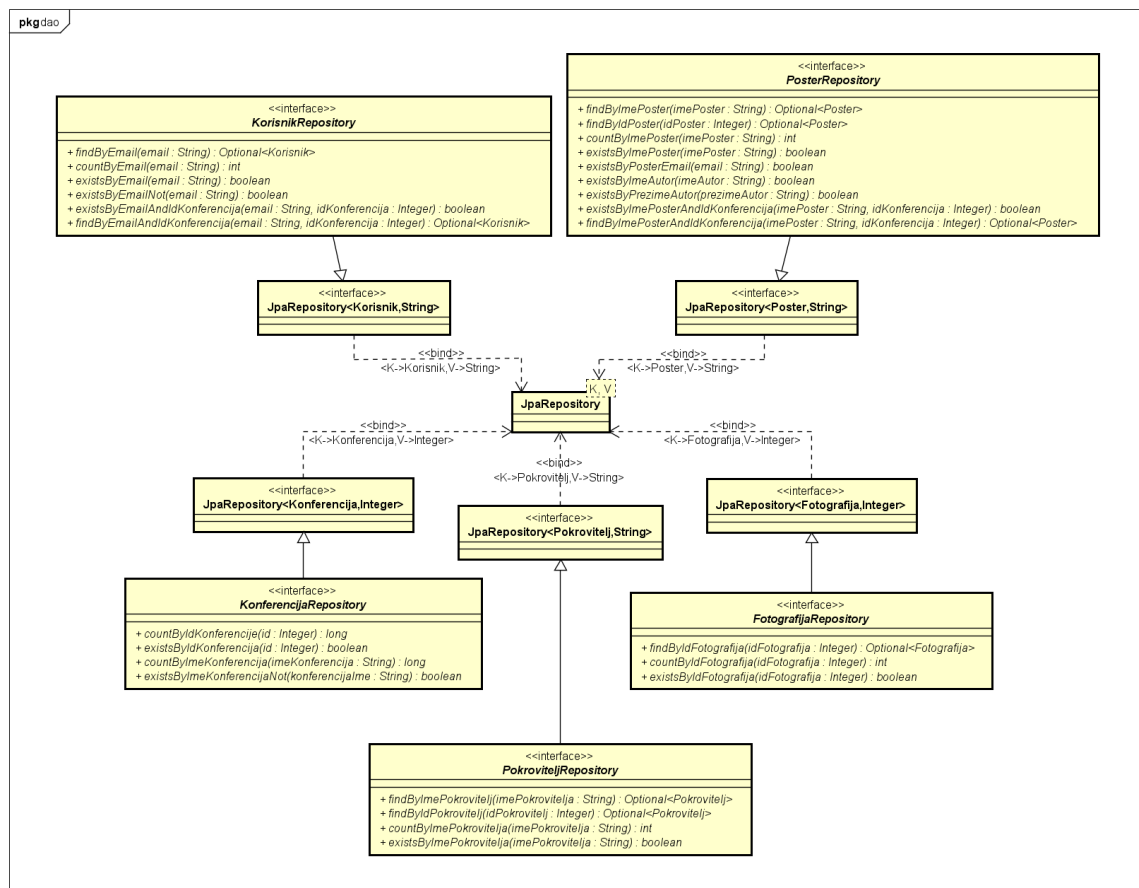 pkg dao
<<interface>>
KorisnikRepository
+ findByEmail(email : String) : Optional<Korisnik>
+ countByEmail(email : String) : int
+ existsByEmail(email : String) : boolean
+ existsByEmailNot(email : String) : boolean
+ existsByEmailAndIdKonferencija(email : String, idKonferencija : Integer) : boolean
+ findByEmailAndIdKonferencija(email : String, idKonferencija : Integer) : Optional<Korisnik>
<<interface>>
PosterRepository
+ findByImePoster(imePoster : String) : Optional<Poster>
+ findByIdPoster(idPoster : Integer) : Optional<Poster>
+ countByImePoster(imePoster : String) : int
+ existsByImePoster(imePoster : String) : boolean
+ existsByPosterEmail(email : String) : boolean
+ existsByImeAutor(imeAutor : String) : boolean
+ existsByPrezimeAutor(prezimeAutor : String) : boolean
+ existsByImePosterAndIdKonferencija(imePoster : String, idKonferencija : Integer) : boolean
+ findByImePosterAndIdKonferencija(imePoster : String, idKonferencija : Integer) : Optional<Poster>
<<interface>>
JpaRepository<Korisnik,String>
<<interface>>
JpaRepository<Poster,String>
<<bind>>
<K->Korisnik,V->String>
<<bind>>
<K->Poster,V->String>
K, V
JpaRepository
<<bind>>
<K->Konferencija,V->Integer>
<<bind>>
<K->Pokrovitelj,V->String>
<<bind>>
<K->Fotografija,V->Integer>
<<interface>>
JpaRepository<Konferencija,Integer>
<<interface>>
JpaRepository<Pokrovitelj,String>
<<interface>>
JpaRepository<Fotografija,Integer>
<<interface>>
KonferencijaRepository
+ countByIdKonferencije(id : Integer) : long
+ existsByIdKonferencija(id : Integer) : boolean
+ countByImeKonferencija(imeKonferencija : String) : long
+ existsByImeKonferencijaNot(konferencijaIme : String) : boolean
<<interface>>
FotografijaRepository
+ findByIdFotografija(idFotografija : Integer) : Optional<Fotografija>
+ countByIdFotografija(idFotografija : Integer) : int
+ existsByIdFotografija(idFotografija : Integer) : boolean
<<interface>>
PokroviteljRepository
+ findByImePokrovitelj(imePokrovitelja : String) : Optional<Pokrovitelj>
+ findByIdPokrovitelj(idPokrovitelj : Integer) : Optional<Pokrovitelj>
+ countByImePokrovitelja(imePokrovitelja : String) : int
+ existsByImePokrovitelja(imePokrovitelja : String) : boolean